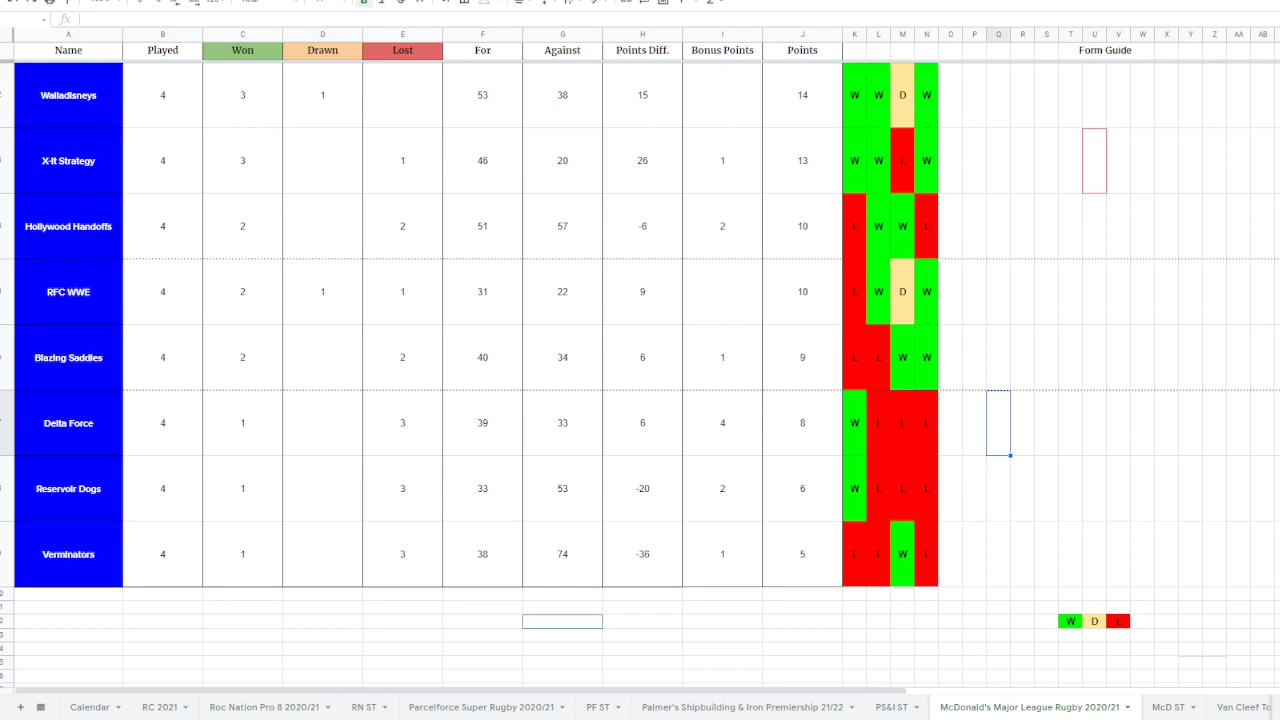 fx
A B C D E F G H I J K L M N O P Q R S T U V W X Y Z AA AB
Name Played Won Drawn Lost For Against Points Diff. Bonus Points Points Form Guide
WallaDisneys 4 3 1 53 38 15 14 W W D W
X-It Strategy 4 3 1 46 20 26 1 13 W W L W
Hollywood Handoffs 4 2 2 51 57 -6 2 10 L W W L
RFC WWE 4 2 1 1 31 22 9 10 L W D W
Blazing Saddles 4 2 2 40 34 6 1 9 L L W W
Delta Force 4 1 3 39 33 6 4 8 W L L L
Reservoir Dogs 4 1 3 33 53 -20 2 6 W L L L
Verminators 4 1 3 38 74 -36 1 5 L L W L
W D L
+ Calendar RC 2021 Roc Nation Pro 8 2020/21 RN ST Parcelforce Super Rugby 2020/21 PF ST Palmer's Shipbuilding & Iron Premiership 21/22 PS&I ST McDonald's Major League Rugby 2020/21 McD ST Van Cleef To